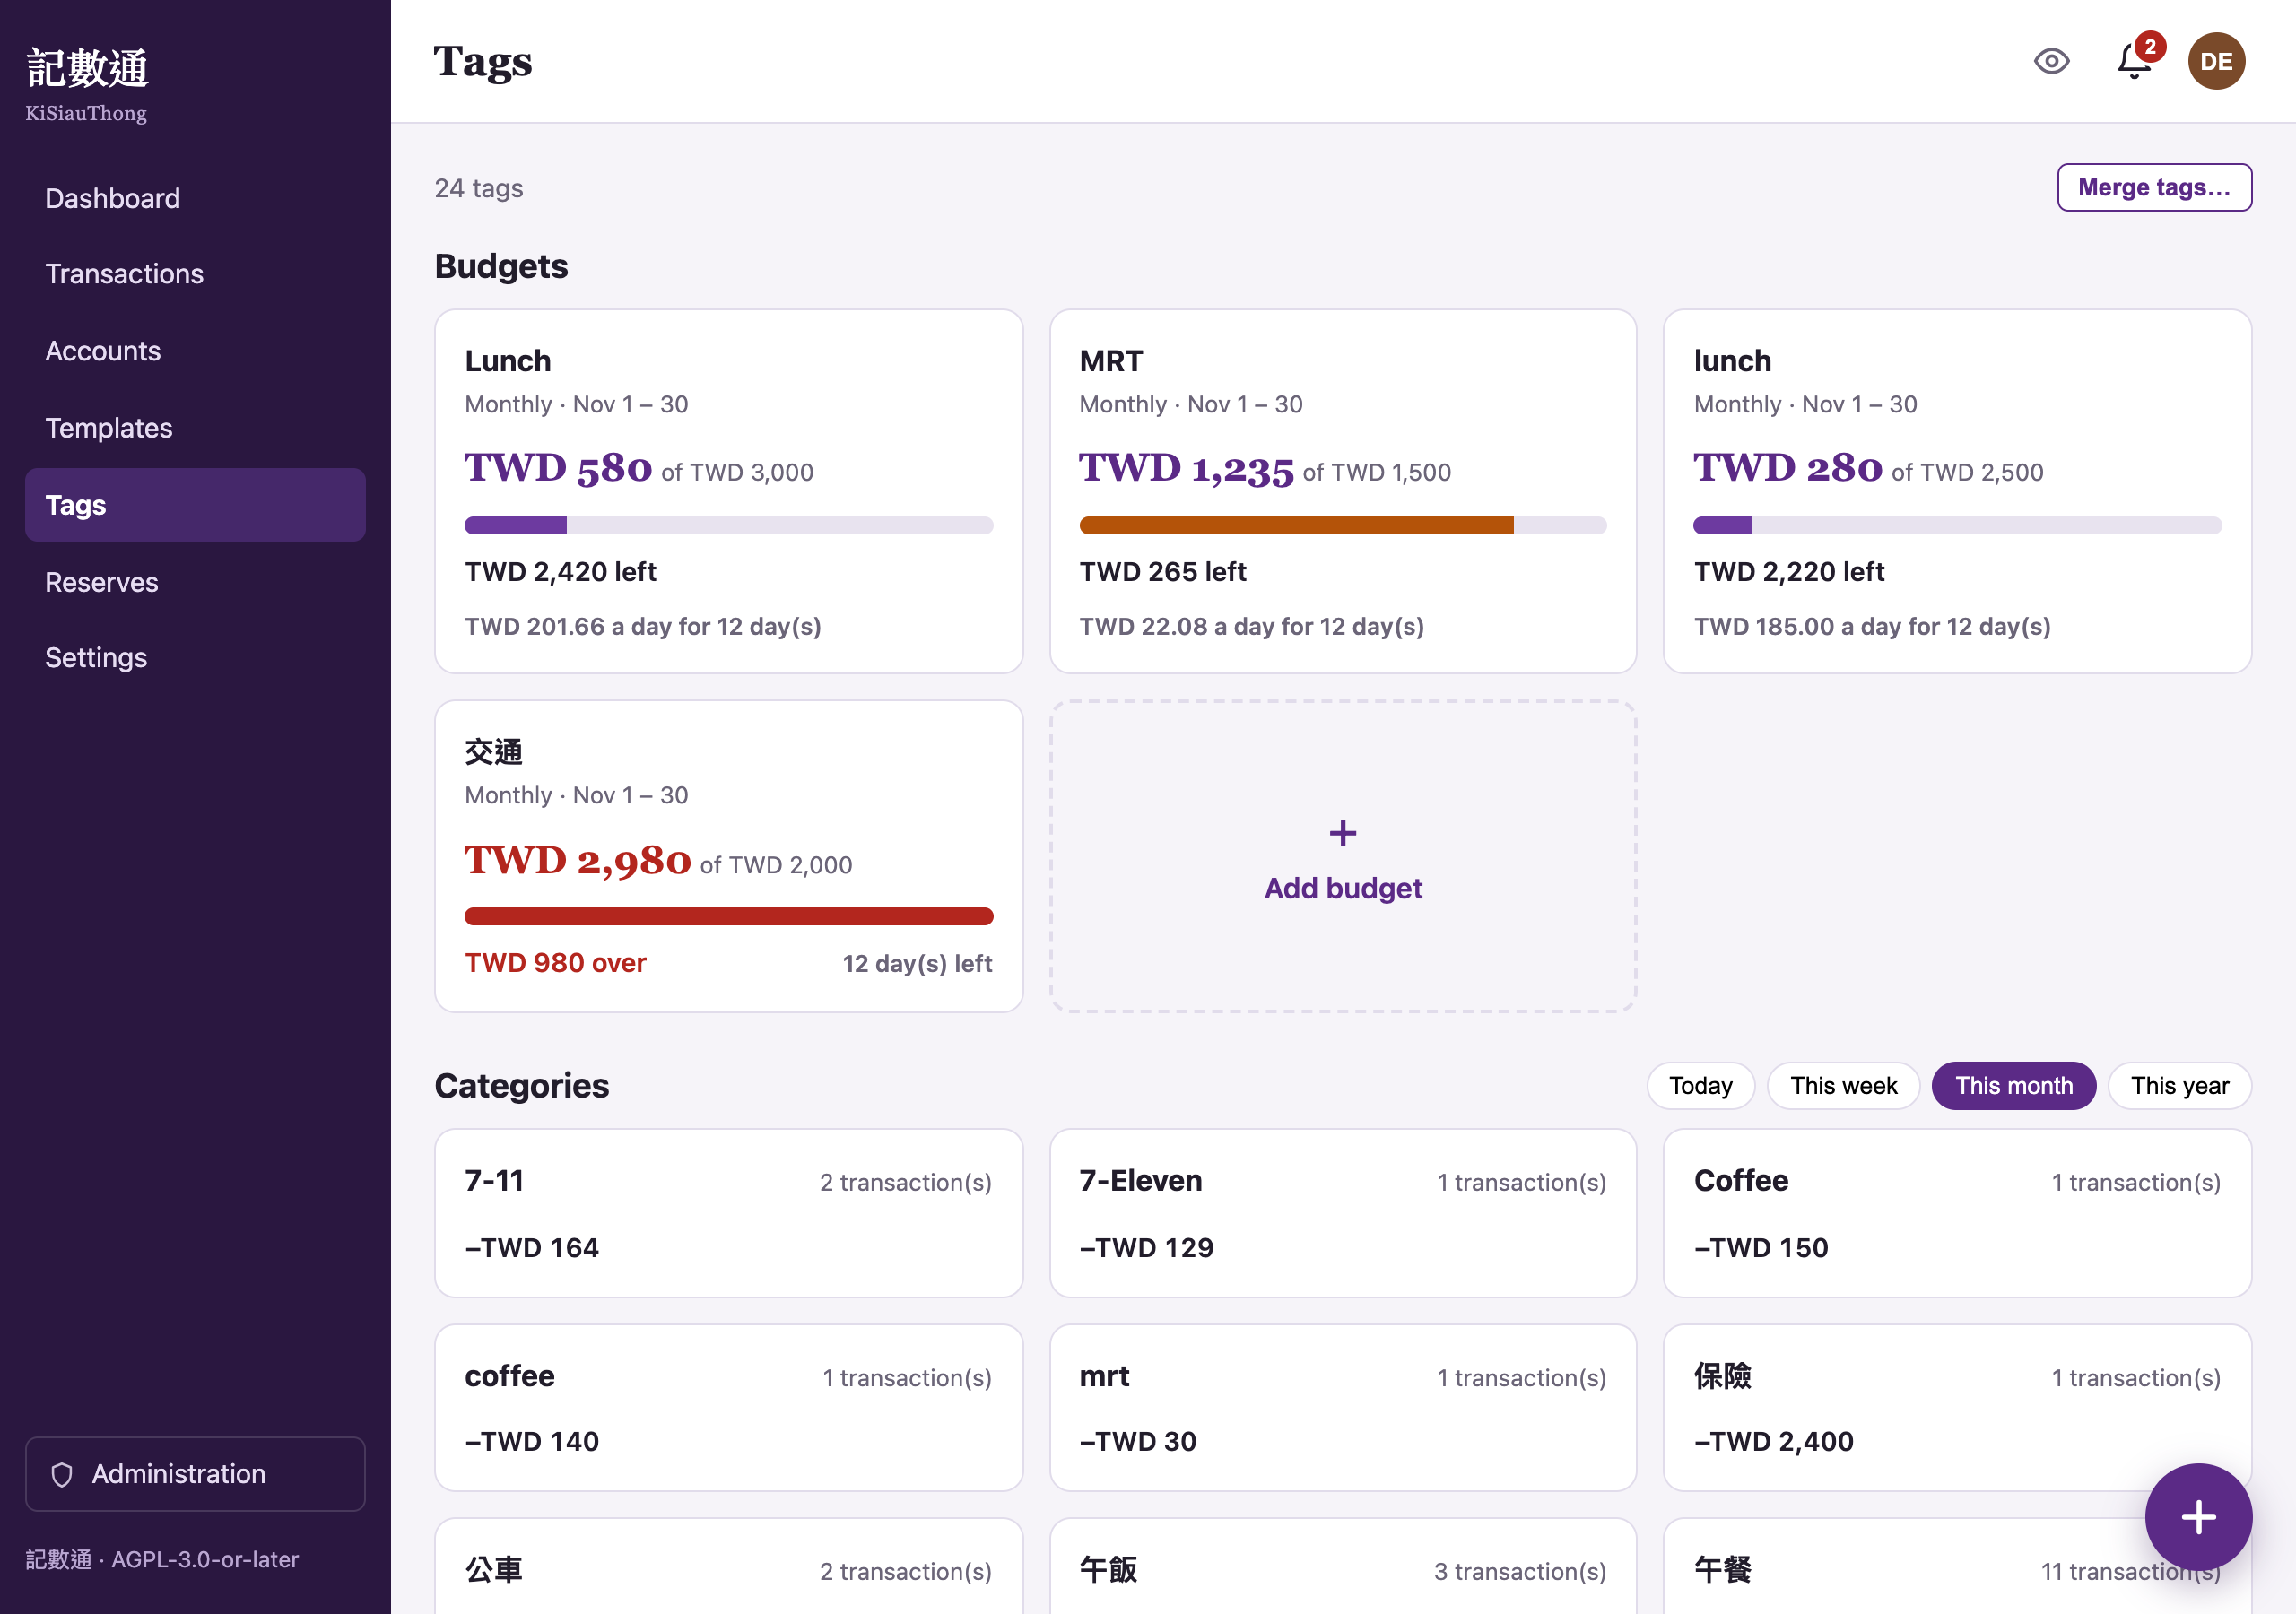 記數通
KiSiauThong
Dashboard
Transactions
Accounts
Templates
Tags
Reserves
Settings
Administration
記數通 · AGPL-3.0-or-later
Tags
2
DE
24 tags
Merge tags…
Budgets
Lunch
Monthly · Nov 1 – 30
TWD 580 of TWD 3,000
TWD 2,420 left
TWD 201.66 a day for 12 day(s)
MRT
Monthly · Nov 1 – 30
TWD 1,235 of TWD 1,500
TWD 265 left
TWD 22.08 a day for 12 day(s)
lunch
Monthly · Nov 1 – 30
TWD 280 of TWD 2,500
TWD 2,220 left
TWD 185.00 a day for 12 day(s)
交通
Monthly · Nov 1 – 30
TWD 2,980 of TWD 2,000
TWD 980 over 12 day(s) left
+
Add budget
Categories
Today This week This month This year
7-11 2 transaction(s)
–TWD 164
7-Eleven 1 transaction(s)
–TWD 129
Coffee 1 transaction(s)
–TWD 150
coffee 1 transaction(s)
–TWD 140
mrt 1 transaction(s)
–TWD 30
保險 1 transaction(s)
–TWD 2,400
公車 2 transaction(s)
午飯 3 transaction(s)
午餐 11 transaction(s)
+